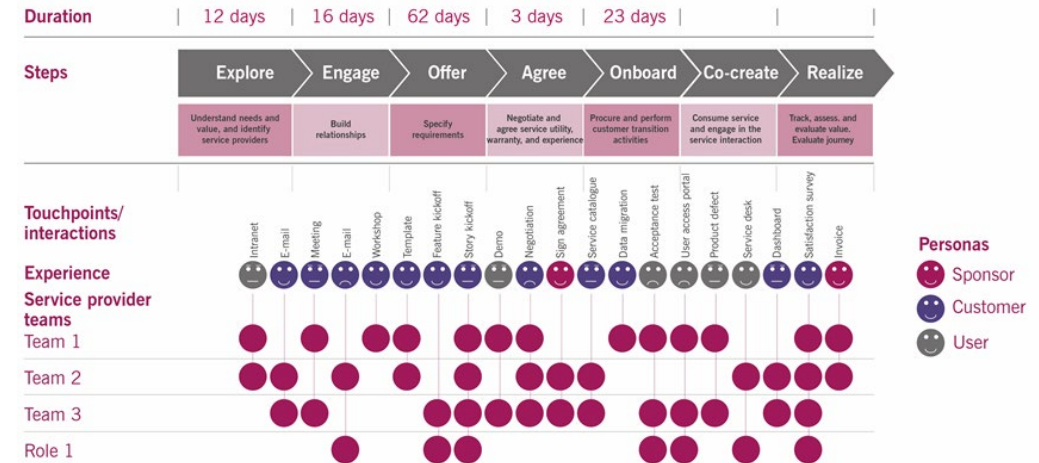 Duration
12 days
16 days
62 days
3 days
23 days
Steps
Explore
Engage
Offer
Agree
Onboard
Co-create
Realize
Understand needs and
value, and identify
service providers
Build
relationships
Specify
requirements
Negotiate and
agree service utility,
warranty, and experience
Procure and perform
customer transition
activities
Consume service
and engage in the
service interaction
Track, assess. and
evaluate value.
Evaluate journey
Touchpoints/
interactions
Intranet
E-mail
Meeting
E-mail
Workshop
Template
Feature kickoff
Story kickoff
Demo
Negotiation
Sign agreement
Service catalogue
Data migration
Acceptance test
User access portal
Product defect
Service desk
Dashboard
Satisfaction survey
Invoice
Experience
Service provider
teams
Team 1
Team 2
Team 3
Role 1
Personas
Sponsor
Customer
User